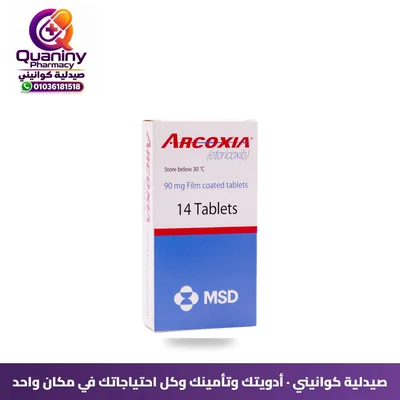 Quaniny
Pharmacy
صيدلية كوانيني
01036181518
ARCOXIA®
(etoricoxib)
Store below 30 °C
90 mg Film coated tablets
14 Tablets
MSD
ARCOXIA
صيدلية كوانيني - أدويتك وتأمينك وكل احتياجاتك في مكان واحد